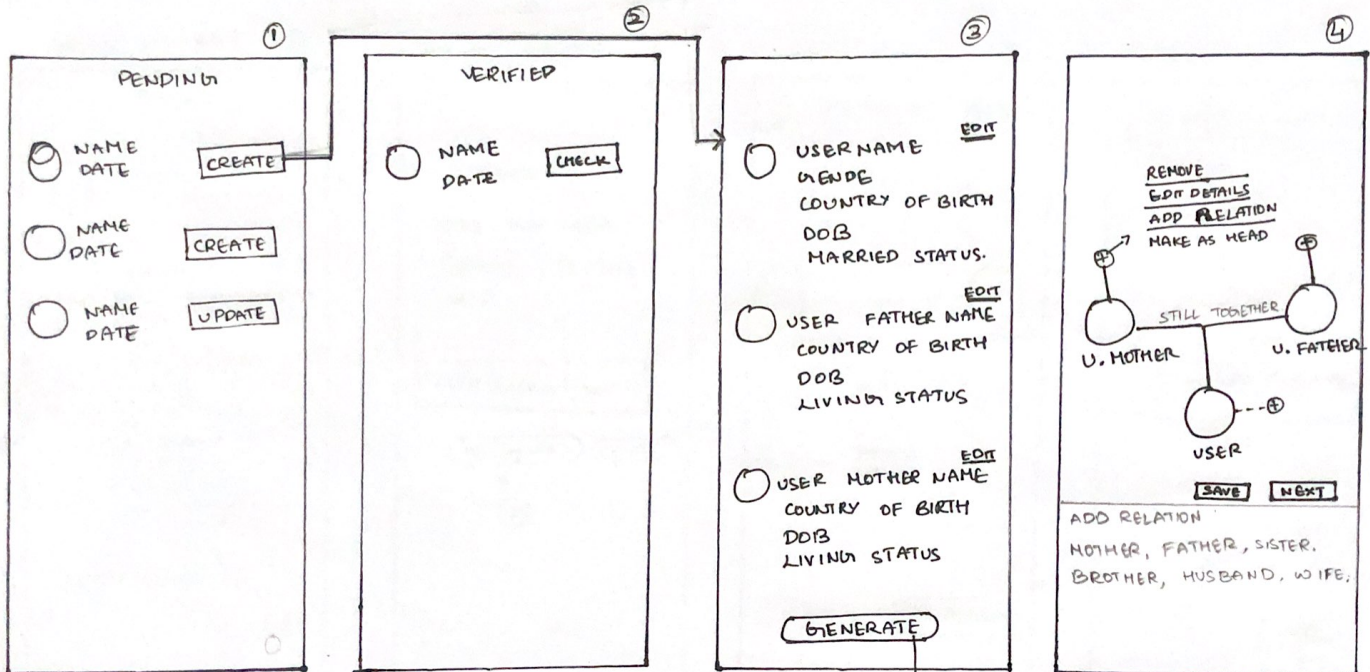 ①
PENDING
NAME
DATE
CREATE
NAME
DATE
CREATE
NAME
DATE
UPDATE
②
VERIFIED
NAME
DATE
CHECK
③
EDIT
USERNAME
GENDE
COUNTRY OF BIRTH
DOB
MARRIED STATUS.
EDIT
USER FATHER NAME
COUNTRY OF BIRTH
DOB
LIVING STATUS
EDIT
USER MOTHER NAME
COUNTRY OF BIRTH
DOB
LIVING STATUS
GENERATE
④
REMOVE
EDIT DETAILS
ADD RELATION
MAKE AS HEAD
STILL TOGETHER
U. MOTHER
U. FATHER
USER
SAVE
NEXT
ADD RELATION
MOTHER, FATHER, SISTER.
BROTHER, HUSBAND, WIFE.